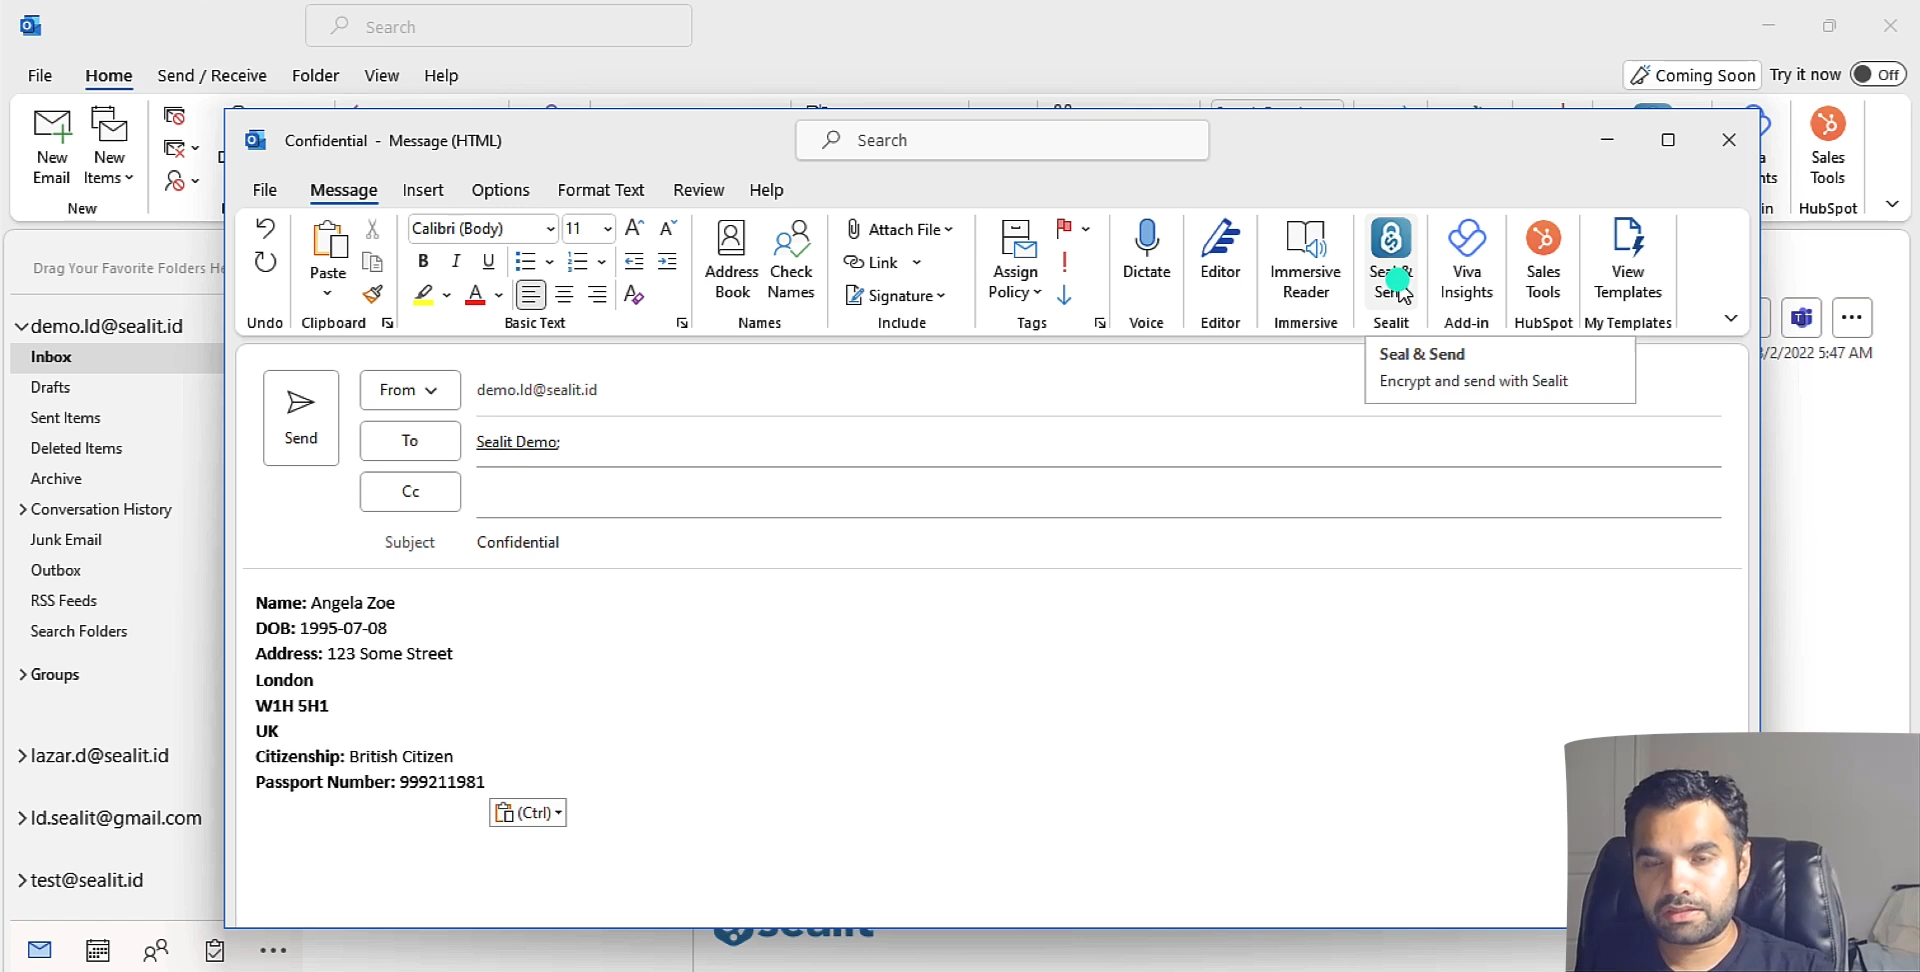 Search
File Home Send / Receive Folder View Help
Coming Soon Try it now Off
New Email
New Items
New
Sales Tools
HubSpot
Confidential - Message (HTML)
Search
File Message Insert Options Format Text Review Help
Undo
Paste
Clipboard
Calibri (Body) 11
B I U
A
Basic Text
Address Book
Check Names
Names
Attach File
Link
Signature
Include
Assign Policy
Tags
Dictate
Voice
Editor
Editor
Immersive Reader
Immersive
Seal &
Sealit
Viva Insights
Add-in
Sales Tools
HubSpot
View Templates
My Templates
Seal & Send
Encrypt and send with Sealit
/2/2022 5:47 AM
Drag Your Favorite Folders
demo.ld@sealit.id
Inbox
Drafts
Sent Items
Deleted Items
Archive
Conversation History
Junk Email
Outbox
RSS Feeds
Search Folders
Groups
lazar.d@sealit.id
ld.sealit@gmail.com
test@sealit.id
Send
From demo.ld@sealit.id
To Sealit Demo;
Cc
Subject Confidential
Name: Angela Zoe
DOB: 1995-07-08
Address: 123 Some Street
London
W1H 5H1
UK
Citizenship: British Citizen
Passport Number: 999211981
(Ctrl)
sealit